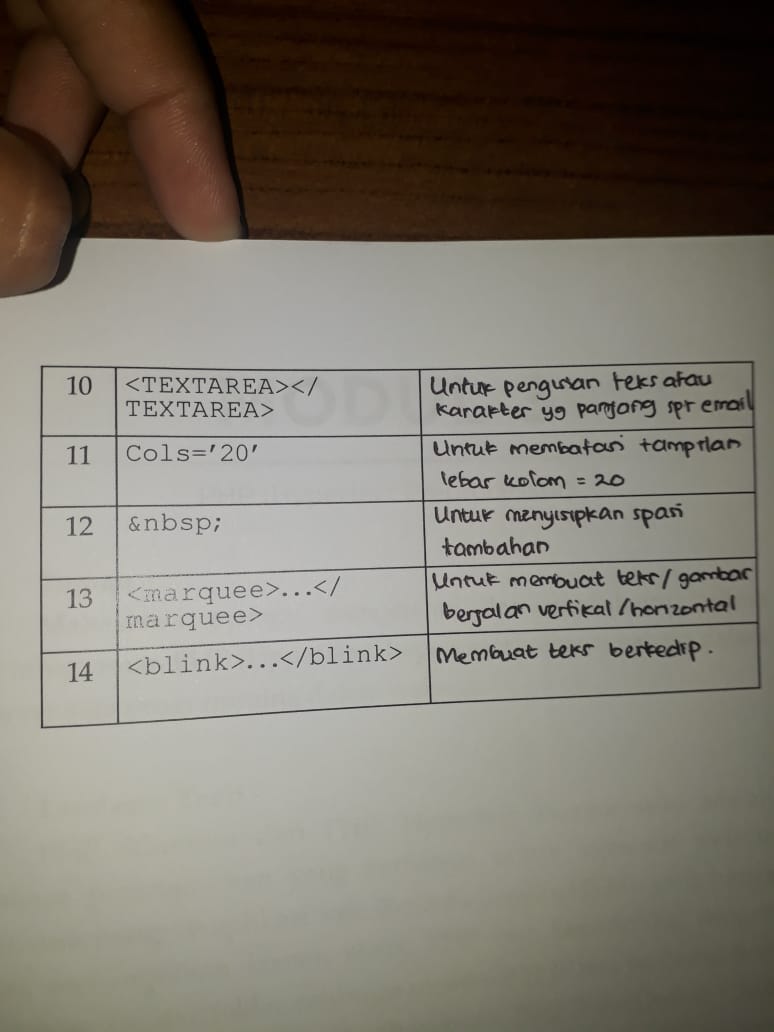 10 <TEXTAREA></ Untuk pengisian teks atau
TEXTAREA> karakter yg panjang spr email
11 Cols='20' Untuk membatasi tampilan
lebar kolom = 20
12 &nbsp; Untuk menyisipkan spasi
tambahan
13 <marquee>...</ Untuk membuat teks/gambar
marquee> berjalan vertikal/horizontal
14 <blink>...</blink> Membuat teks berkedip.